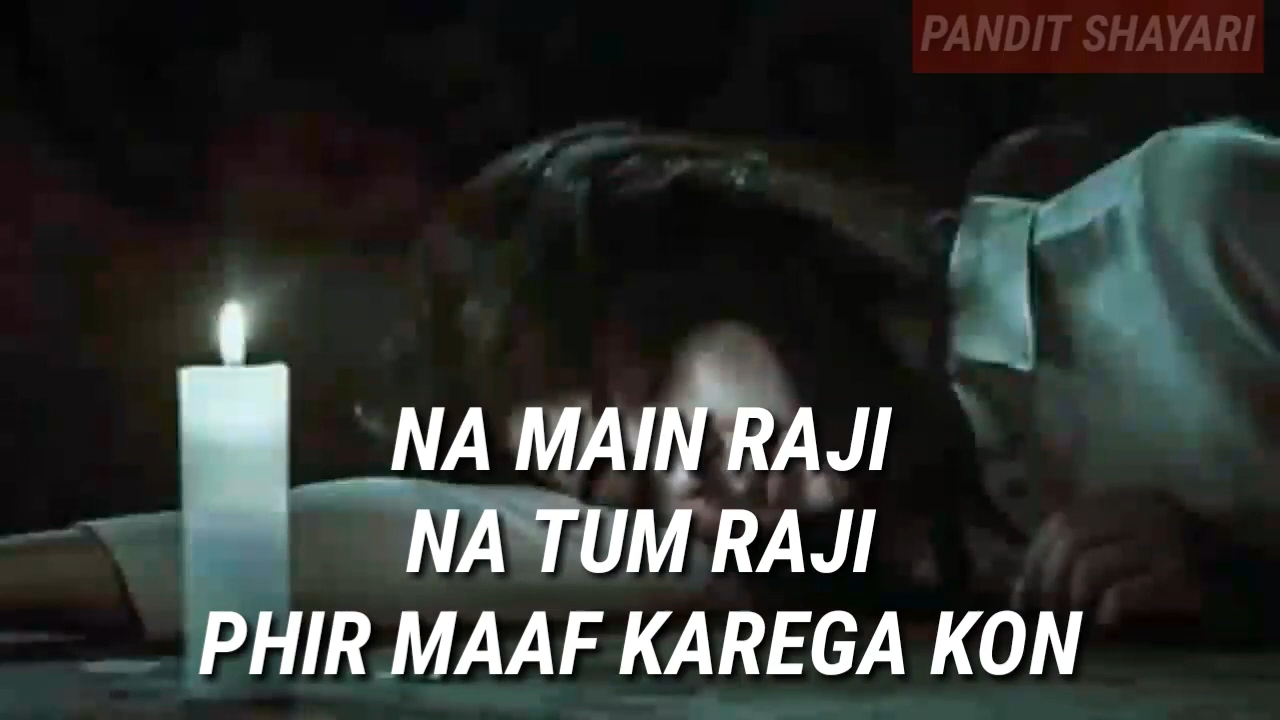 PANDIT SHAYARI
NA MAIN RAJI
NA TUM RAJI
PHIR MAAF KAREGA KON